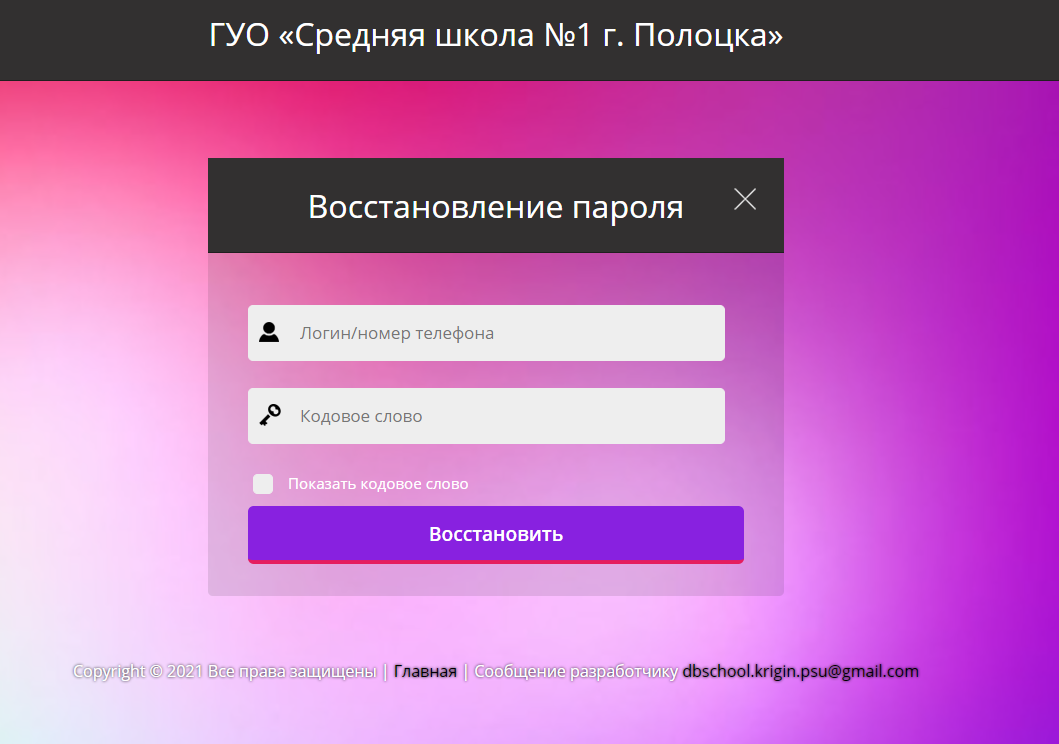 ГУО «Средняя школа №1 г. Полоцка»
Восстановление пароля
Логин/номер телефона
Кодовое слово
Показать кодовое слово
Восстановить
Copyright © 2021 Все права защищены | Главная | Сообщение разработчику dbschool.krigin.psu@gmail.com